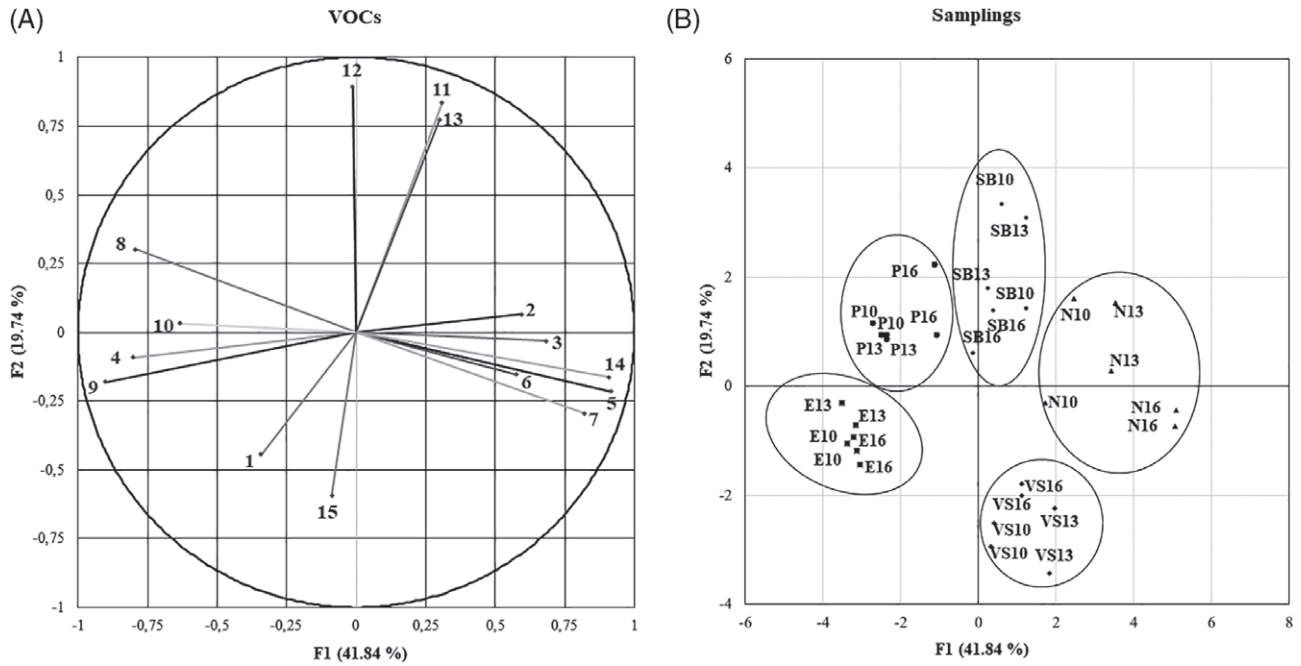 (A)
VOCs
1
0,75
0,5
0,25
0
-0,25
-0,5
-0,75
-1
F2 (19.74 %)
12
11
13
8
10
4
9
2
3
14
6
5
7
1
15
-1 -0,75 -0,5 -0,25 0 0,25 0,5 0,75 1
F1 (41.84 %)
(B)
Samplings
6
4
2
0
-2
-4
F2 (19.74 %)
SB10
SB13
P16
SB13
SB10
N10 N13
P10
P10 P16
SB16
SB16
P13 P13
N13
E13
E13
N10
N16
N16
E10 E16
E10 E16
VS16
VS16
VS13
VS10
VS10 VS13
-6 -4 -2 0 2 4 6 8
F1 (41.84 %)